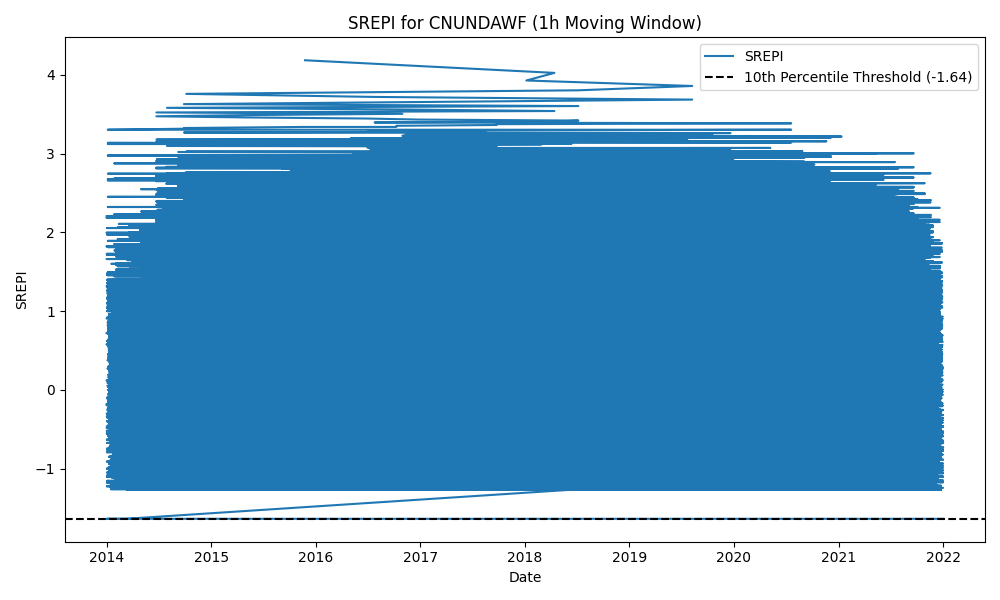 SREPI for CNUNDAWF (1h Moving Window)
SREPI
10th Percentile Threshold (-1.64)
4
3
2
1
0
−1
SREPI
2014 2015 2016 2017 2018 2019 2020 2021 2022
Date